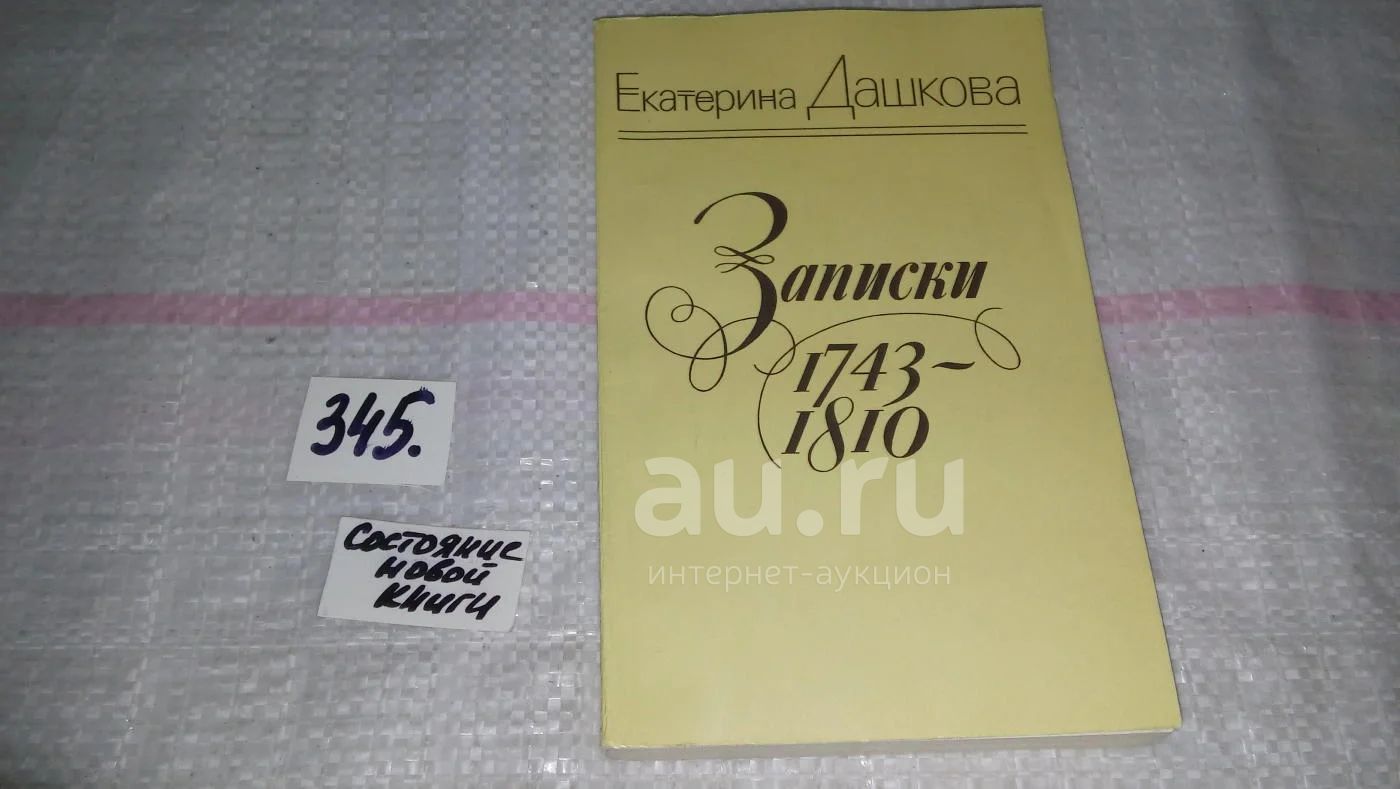 Екатерина Дашкова
Записки
1743~
1810
au.ru
интернет-аукцион
345.
Состояние
новой
книги